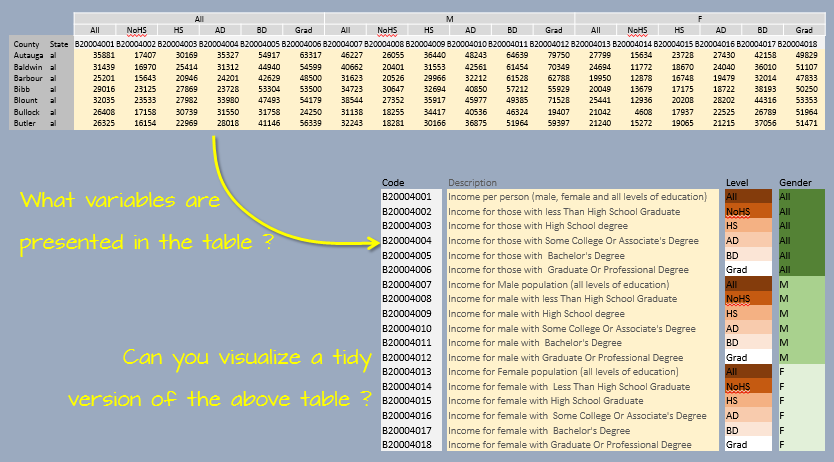 All M F
All NoHS HS AD BD Grad All NoHS HS AD BD Grad All NoHS HS AD BD Grad
County State B20004001 B20004002 B20004003 B20004004 B20004005 B20004006 B20004007 B20004008 B20004009 B20004010 B20004011 B20004012 B20004013 B20004014 B20004015 B20004016 B20004017 B20004018
Autauga al 35881 17407 30169 35327 54917 63317 46227 26055 36440 48243 64639 79750 27799 15634 23728 27430 42158 49829
Baldwin al 31439 16970 25414 31312 44940 54599 40662 20401 31553 42561 61454 70349 24694 11772 18670 24040 36010 51107
Barbour al 25201 15643 20946 24201 42629 48500 31623 20526 29966 32212 61528 62788 19950 12878 16748 19479 32014 47833
Bibb al 29016 23125 27869 23728 53304 53500 34723 30647 32694 40850 57212 55929 20049 13679 17175 18722 38193 50250
Blount al 32035 23533 27982 33980 47493 54179 38544 27352 35917 45977 49385 71528 25441 12936 20208 28202 44316 53353
Bullock al 26408 17158 30739 31550 31758 24250 31138 18255 34417 40536 46324 19407 21042 4608 17937 22525 26789 51964
Butler al 26325 16154 22969 28018 41146 56339 32243 18281 30166 36875 51964 59397 21240 15272 19065 21215 37056 51471
What variables are
presented in the table ?
Code Description Level Gender
B20004001 Income per person (male, female and all levels of education) All All
B20004002 Income for those with less Than High School Graduate NoHS All
B20004003 Income for those with High School degree HS All
B20004004 Income for those with Some College Or Associate's Degree AD All
B20004005 Income for those with Bachelor's Degree BD All
B20004006 Income for those with Graduate Or Professional Degree Grad All
B20004007 Income for Male population (all levels of education) All M
B20004008 Income for male with less Than High School Graduate NoHS M
B20004009 Income for male with High School degree HS M
B20004010 Income for male with Some College Or Associate's Degree AD M
B20004011 Income for male with Bachelor's Degree BD M
B20004012 Income for male with Graduate Or Professional Degree Grad M
B20004013 Income for Female population (all levels of education) All F
B20004014 Income for female with Less Than High School Graduate NoHS F
B20004015 Income for female with High School Graduate HS F
B20004016 Income for female with Some College Or Associate's Degree AD F
B20004017 Income for female with Bachelor's Degree BD F
B20004018 Income for female with Graduate Or Professional Degree Grad F
Can you visualize a tidy
version of the above table ?